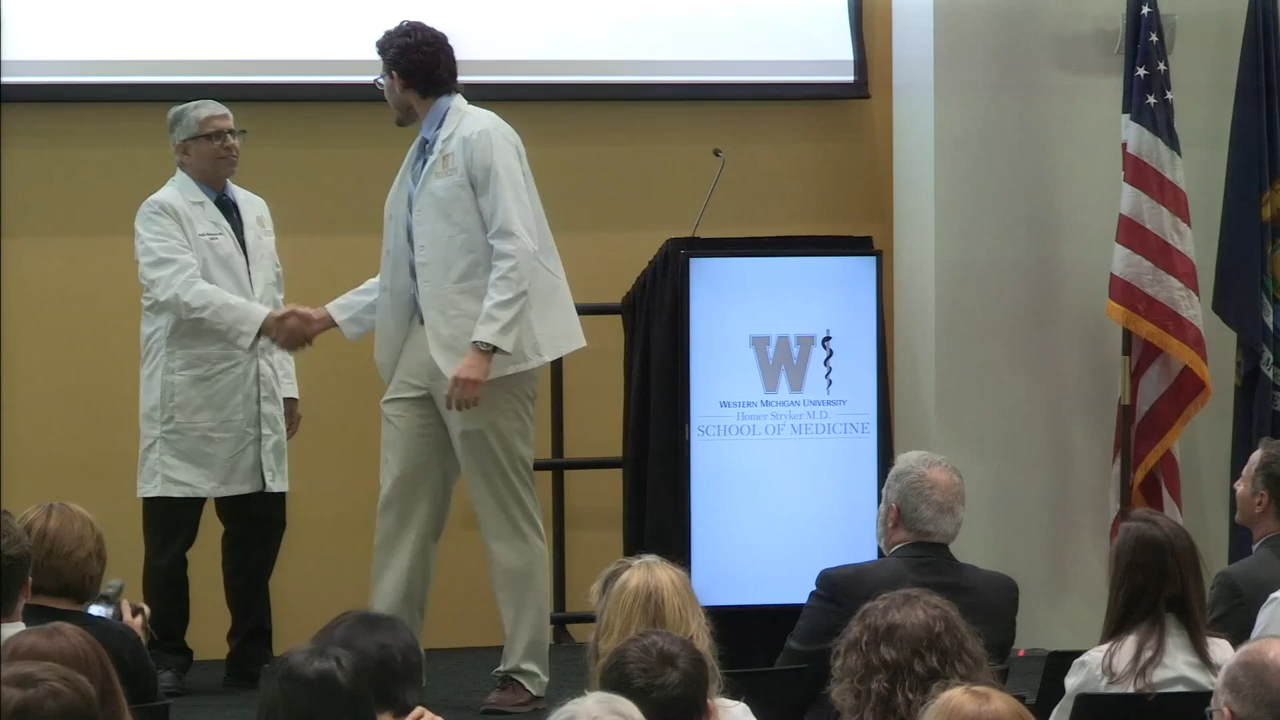 W
WESTERN MICHIGAN UNIVERSITY
Homer Stryker M.D.
SCHOOL OF MEDICINE